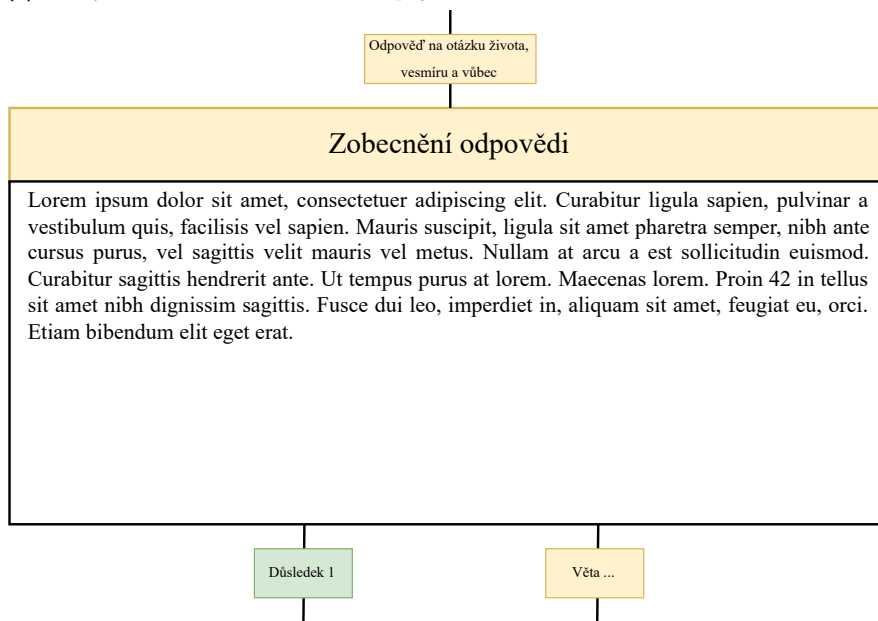 Odpověď na otázku života,
vesmíru a vůbec
Zobecnění odpovědi
Lorem ipsum dolor sit amet, consectetuer adipiscing elit. Curabitur ligula sapien, pulvinar a
vestibulum quis, facilisis vel sapien. Mauris suscipit, ligula sit amet pharetra semper, nibh ante
cursus purus, vel sagittis velit mauris vel metus. Nullam at arcu a est sollicitudin euismod.
Curabitur sagittis hendrerit ante. Ut tempus purus at lorem. Maecenas lorem. Proin 42 in tellus
sit amet nibh dignissim sagittis. Fusce dui leo, imperdiet in, aliquam sit amet, feugiat eu, orci.
Etiam bibendum elit eget erat.
Důsledek 1
Věta ...